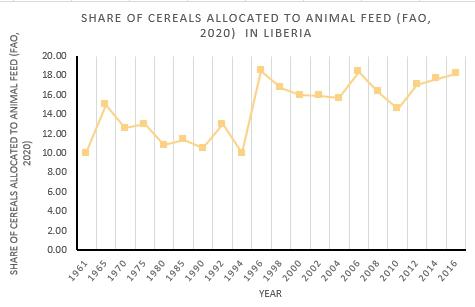 SHARE OF CEREALS ALLOCATED TO ANIMAL FEED (FAO,
2020) IN LIBERIA
SHARE OF CEREALS ALLOCATED TO ANIMAL FEED (FAO,
2020)
20.00
18.00
16.00
14.00
12.00
10.00
8.00
6.00
4.00
2.00
0.00
1961 1965 1970 1975 1980 1985 1990 1992 1994 1996 1998 2000 2002 2004 2006 2008 2010 2012 2014 2016
YEAR